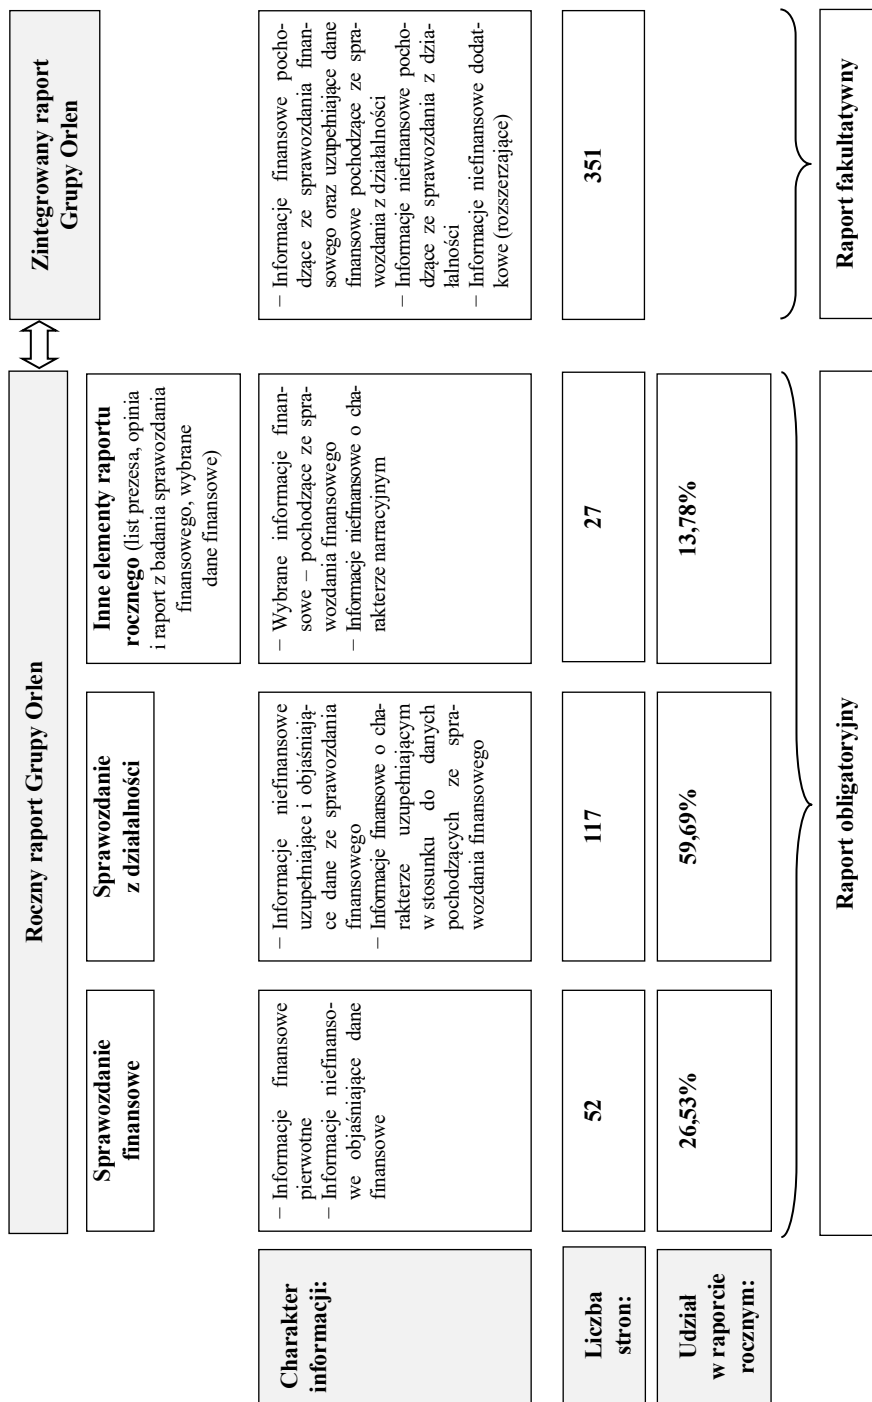 Roczny raport Grupy Orlen
Zintegrowany raport
Grupy Orlen
Sprawozdanie
finansowe
Sprawozdanie
z działalności
Inne elementy raportu
rocznego (list prezesa, opinia
i raport z badania sprawozdania
finansowego, wybrane
dane finansowe)
Charakter
informacji:
– Informacje finansowe
pierwotne
– Informacje niefinanso-
we objaśniające dane
finansowe
– Informacje niefinansowe
uzupełniające i objaśniają-
ce dane ze sprawozdania
finansowego
– Informacje finansowe o cha-
rakterze uzupełniającym
w stosunku do danych
pochodzących ze spra-
wozdania finansowego
– Wybrane informacje finan-
sowe – pochodzące ze spra-
wozdania finansowego
– Informacje niefinansowe o cha-
rakterze narracyjnym
– Informacje finansowe pocho-
dzące ze sprawozdania finan-
sowego oraz uzupełniające dane
finansowe pochodzące ze spra-
wozdania z działalności
– Informacje niefinansowe pocho-
dzące ze sprawozdania z dzia-
łalności
– Informacje niefinansowe dodat-
kowe (rozszerzające)
Liczba
stron:
52
117
27
351
Udział
w raporcie
rocznym:
26,53%
59,69%
13,78%
Raport obligatoryjny
Raport fakultatywny